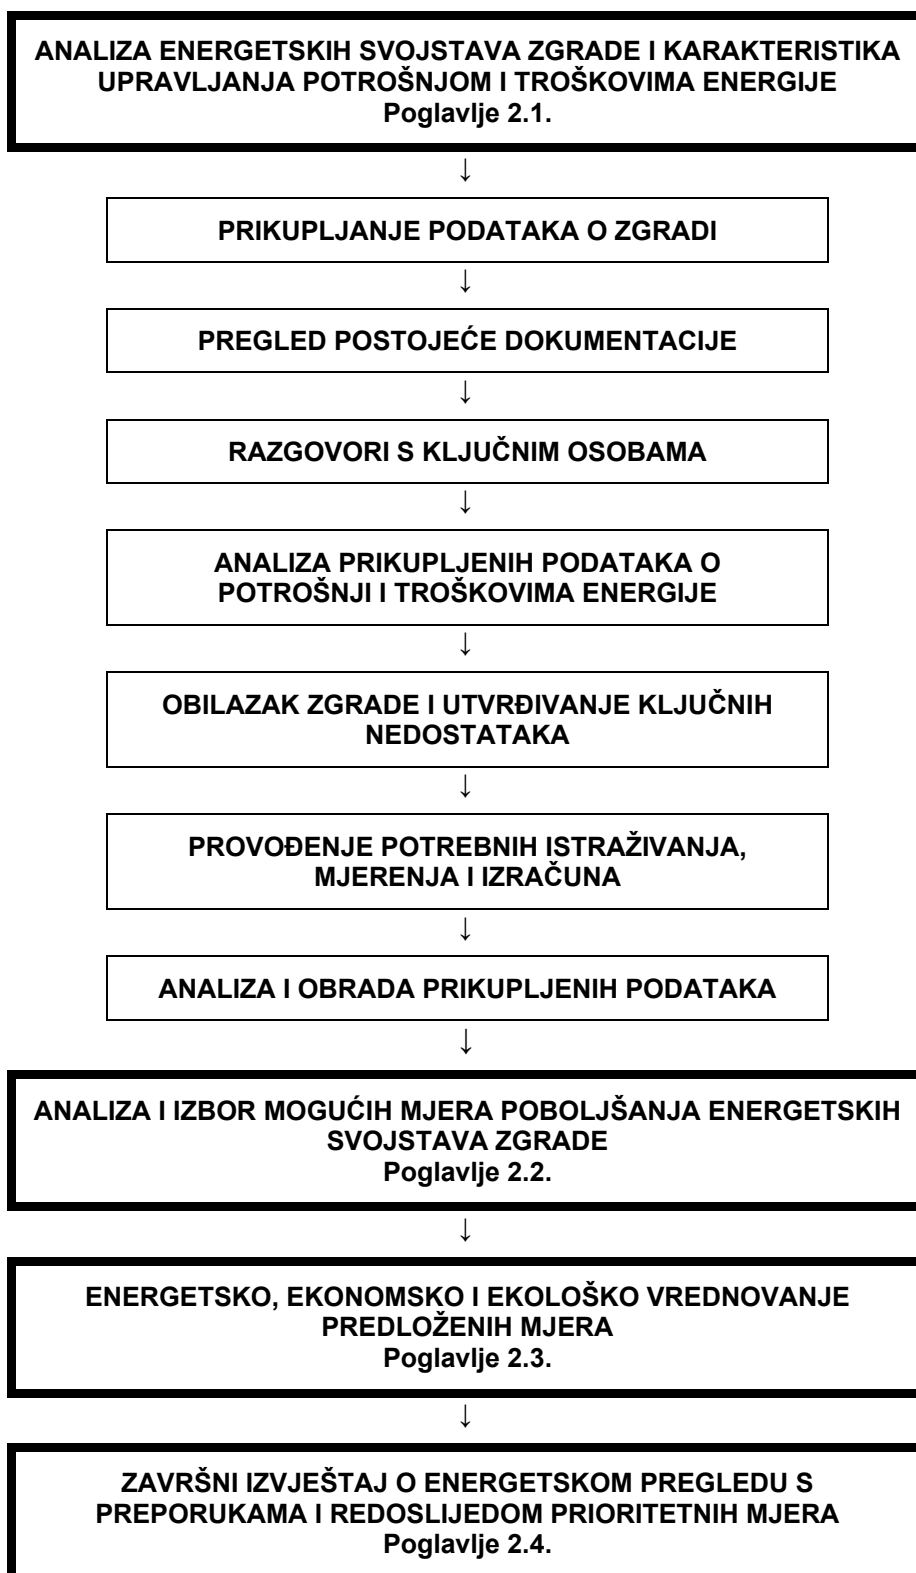 ANALIZA ENERGETSKIH SVOJSTAVA ZGRADE I KARAKTERISTIKA
UPRAVLJANJA POTROŠNJOM I TROŠKOVIMA ENERGIJE
Poglavlje 2.1.
↓
PRIKUPLJANJE PODATAKA O ZGRADI
↓
PREGLED POSTOJEĆE DOKUMENTACIJE
↓
RAZGOVORI S KLJUČNIM OSOBAMA
↓
ANALIZA PRIKUPLJENIH PODATAKA O
POTROŠNJI I TROŠKOVIMA ENERGIJE
↓
OBILAZAK ZGRADE I UTVRĐIVANJE KLJUČNIH
NEDOSTATAKA
↓
PROVOĐENJE POTREBNIH ISTRAŽIVANJA,
MJERENJA I IZRAČUNA
↓
ANALIZA I OBRADA PRIKUPLJENIH PODATAKA
↓
ANALIZA I IZBOR MOGUĆIH MJERA POBOLJŠANJA ENERGETSKIH
SVOJSTAVA ZGRADE
Poglavlje 2.2.
↓
ENERGETSKO, EKONOMSKO I EKOLOŠKO VREDNOVANJE
PREDLOŽENIH MJERA
Poglavlje 2.3.
↓
ZAVRŠNI IZVJEŠTAJ O ENERGETSKOM PREGLEDU S
PREPORUKAMA I REDOSLIJEDOM PRIORITETNIH MJERA
Poglavlje 2.4.